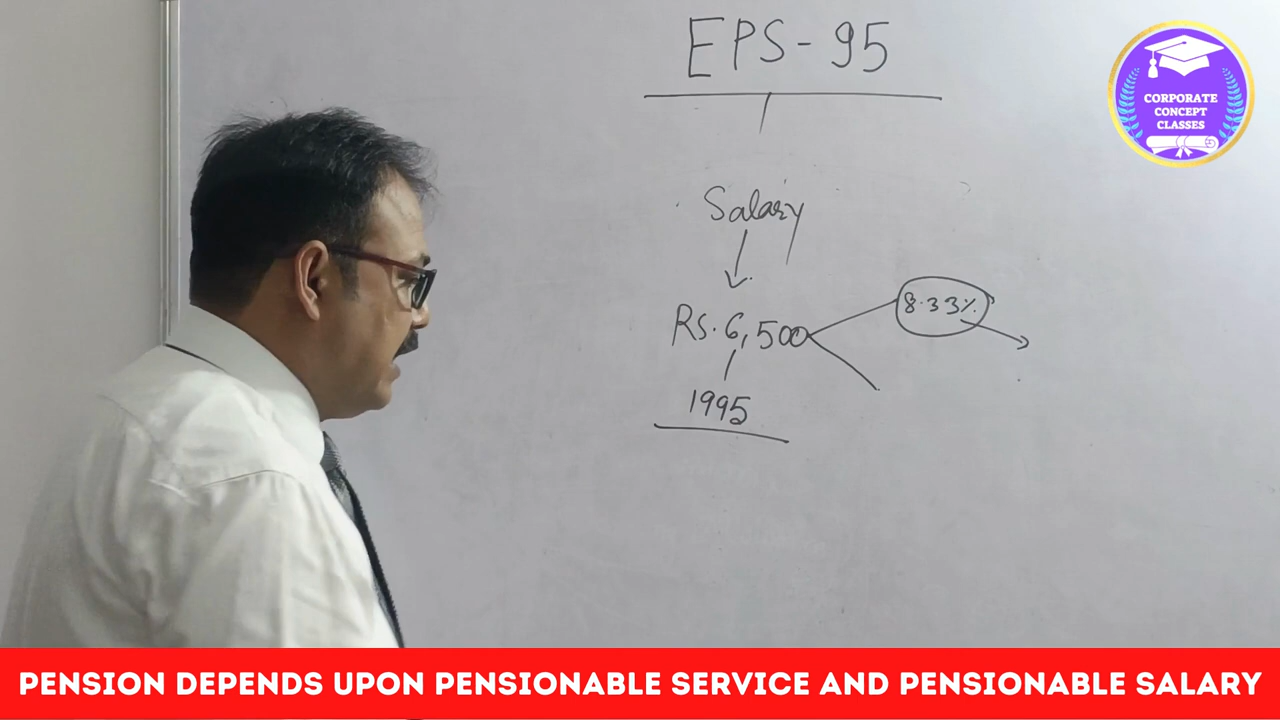 EPS-95
CORPORATE
CONCEPT
CLASSES
Salary
Rs. 6,500
8.33%
1995
PENSION DEPENDS UPON PENSIONABLE SERVICE AND PENSIONABLE SALARY